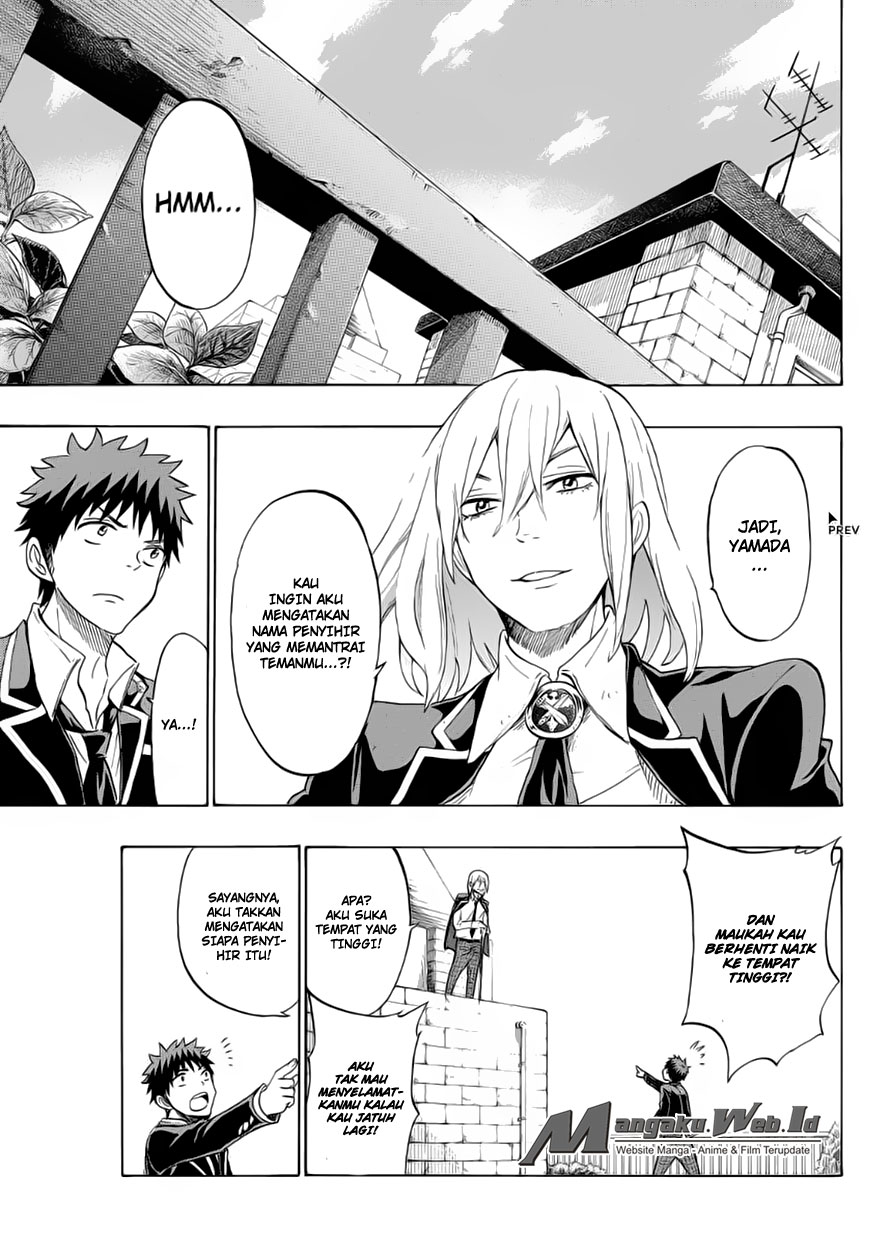 HMM...
JADI,
YAMADA
...
PREV
KAU
INGIN AKU
MENGATAKAN
NAMA PENYIHIR
YANG MEMANTRAI
TEMANMU...?!
YA...!
DAN
MAUKAH KAU
BERHENTI NAIK
KE TEMPAT
TINGGI?!
APA?
AKU SUKA
TEMPAT YANG
TINGGI!
AKU
TAK MAU
MENYELAMAT-
KANMU KALAU
KAU JATUH
LAGI!
SAYANGNYA,
AKU TAKKAN
MENGATAKAN
SIAPA PENYI-
HIR ITU!
Mangaku.Web.Id
Website Manga - Anime & Film Terupdate